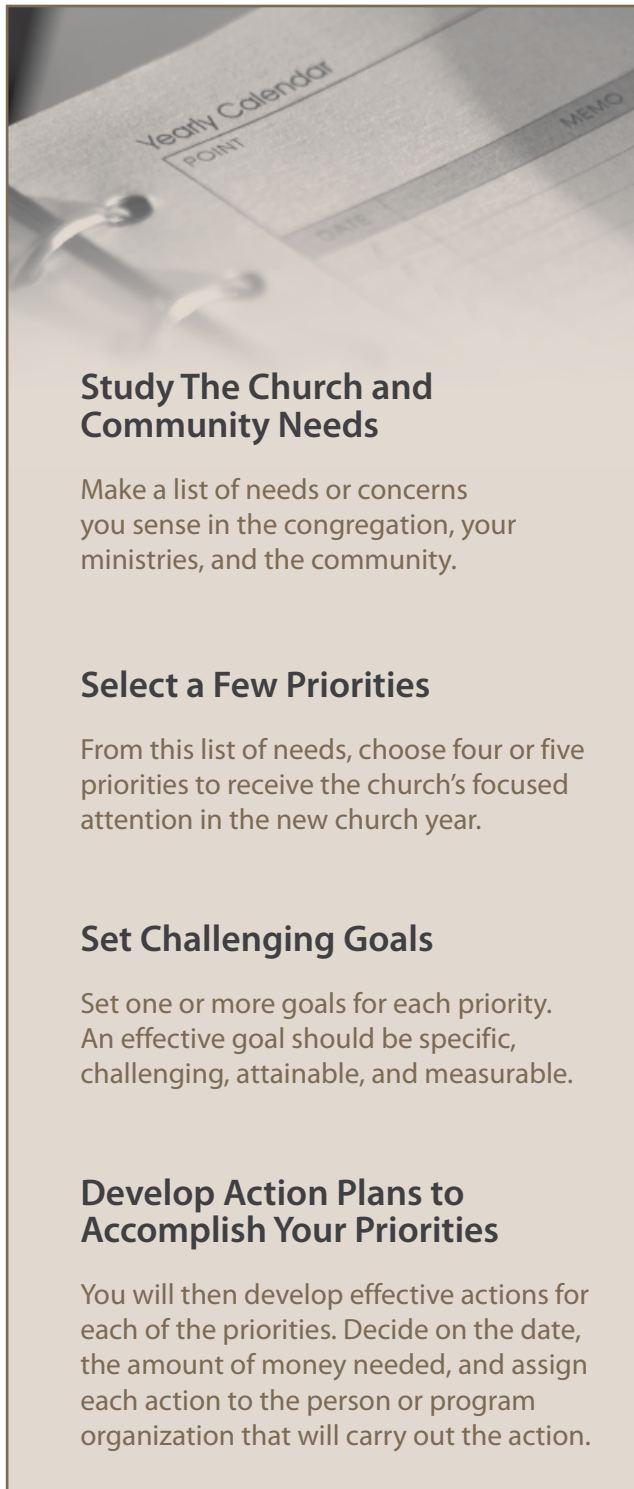 Yearly Calendar
POINT
MEMO
DATE
Study The Church and
Community Needs
Make a list of needs or concerns
you sense in the congregation, your
ministries, and the community.
Select a Few Priorities
From this list of needs, choose four or five
priorities to receive the church’s focused
attention in the new church year.
Set Challenging Goals
Set one or more goals for each priority.
An effective goal should be specific,
challenging, attainable, and measurable.
Develop Action Plans to
Accomplish Your Priorities
You will then develop effective actions for
each of the priorities. Decide on the date,
the amount of money needed, and assign
each action to the person or program
organization that will carry out the action.